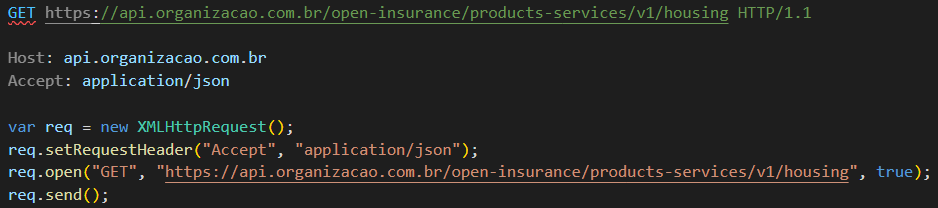 GET https://api.organizacao.com.br/open-insurance/products-services/v1/housing HTTP/1.1
Host: api.organizacao.com.br
Accept: application/json
var req = new XMLHttpRequest();
req.setRequestHeader("Accept", "application/json");
req.open("GET", "https://api.organizacao.com.br/open-insurance/products-services/v1/housing", true);
req.send();